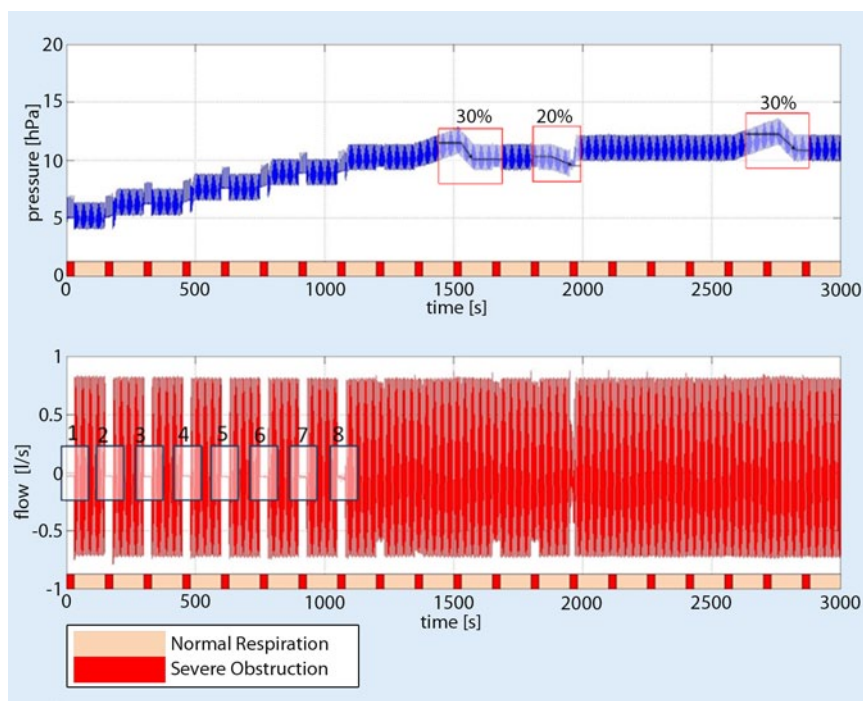 20
15
10
5
0
pressure [hPa]
30%
20%
30%
0 500 1000 1500 2000 2500 3000
time [s]
1
0.5
0
-0.5
-1
flow [l/s]
1 2 3 4 5 6 7 8
0 500 1000 1500 2000 2500 3000
time [s]
Normal Respiration
Severe Obstruction